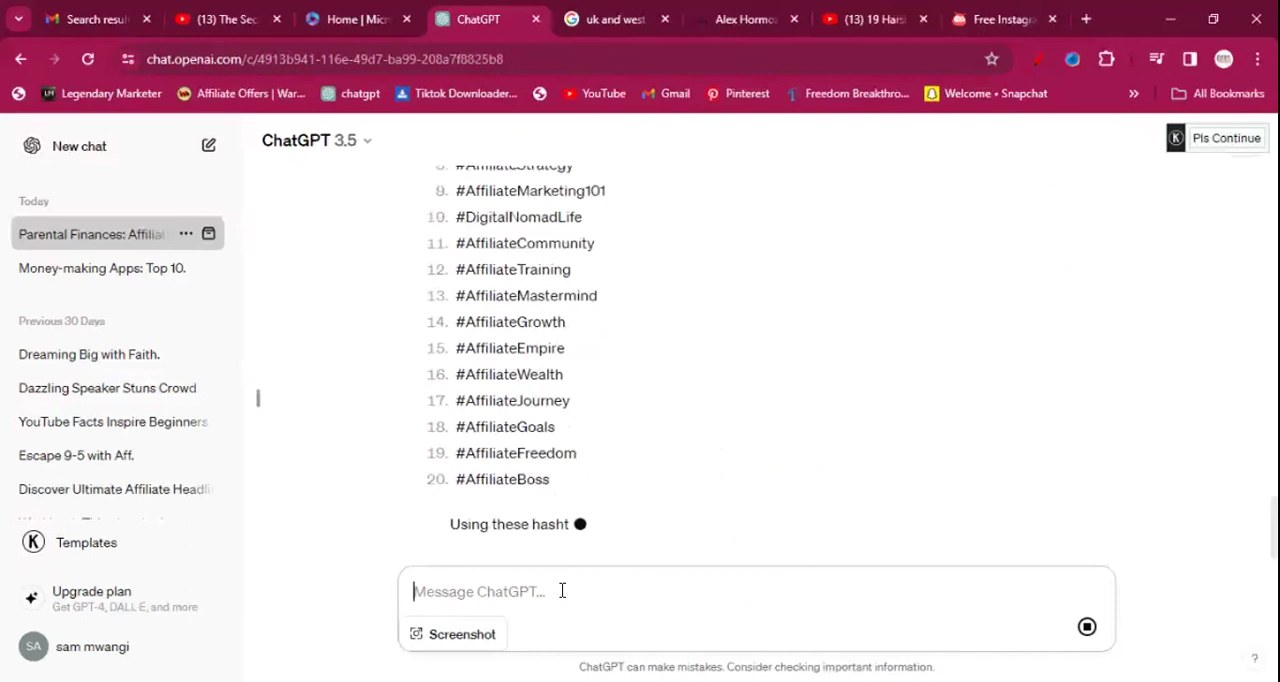 Search resul
(13) The Sec
Home | Micr
ChatGPT
uk and west
Alex Hormo
(13) 19 Hars
Free Instagra
chat.openai.com/c/4913b941-116e-49d7-ba99-208a7f8825b8
Legendary Marketer
Affiliate Offers | War...
chatgpt
Tiktok Downloader...
YouTube
Gmail
Pinterest
Freedom Breakthro...
Welcome • Snapchat
»
All Bookmarks
New chat
ChatGPT 3.5
Pls Continue
Today
Parental Finances: Affilia
Money-making Apps: Top 10.
Previous 30 Days
Dreaming Big with Faith.
Dazzling Speaker Stuns Crowd
YouTube Facts Inspire Beginners
Escape 9-5 with Aff.
Discover Ultimate Affiliate Headli
K Templates
Upgrade plan
Get GPT-4, DALL·E, and more
SA sam mwangi
8. #AffiliateStrategy
9. #AffiliateMarketing101
10. #DigitalNomadLife
11. #AffiliateCommunity
12. #AffiliateTraining
13. #AffiliateMastermind
14. #AffiliateGrowth
15. #AffiliateEmpire
16. #AffiliateWealth
17. #AffiliateJourney
18. #AffiliateGoals
19. #AffiliateFreedom
20. #AffiliateBoss
Using these hasht
Message ChatGPT...
Screenshot
ChatGPT can make mistakes. Consider checking important information.
?